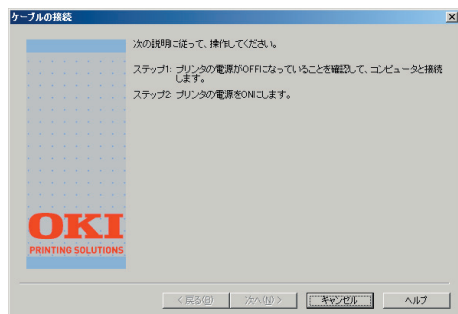 ケーブルの接続
次の説明に従って、操作してください。
ステップ1: プリンタの電源がOFFになっていることを確認して、コンピュータと接続
します。
ステップ2: プリンタの電源をONにします。
OKI
PRINTING SOLUTIONS
< 戻る(B)
次へ(N) >
キャンセル
ヘルプ